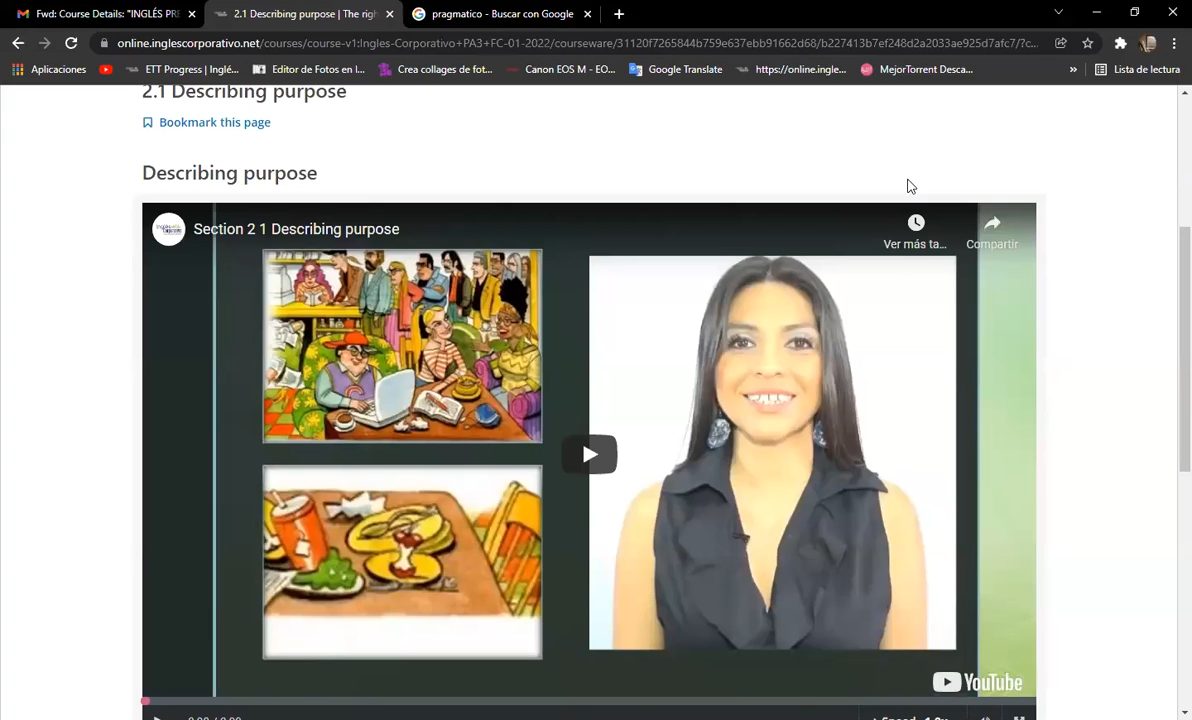 Fwd: Course Details: "INGLÉS PRE
2.1 Describing purpose | The righ
pragmatico - Buscar con Google
online.inglescorporativo.net/courses/course-v1:Ingles-Corporativo+PA3+FC-01-2022/courseware/31120f7265844b759e637ebb91662d68/b227413b7ef248d2a2033ae925d7afc7/?c...
Aplicaciones
ETT Progress | Inglé...
Editor de Fotos en l...
Crea collages de fot...
Canon EOS M - EO...
Google Translate
https://online.ingle...
MejorTorrent Desca...
»
Lista de lectura
2.1 Describing purpose
Bookmark this page
Describing purpose
Section 2 1 Describing purpose
Ver más ta...
Compartir
YouTube